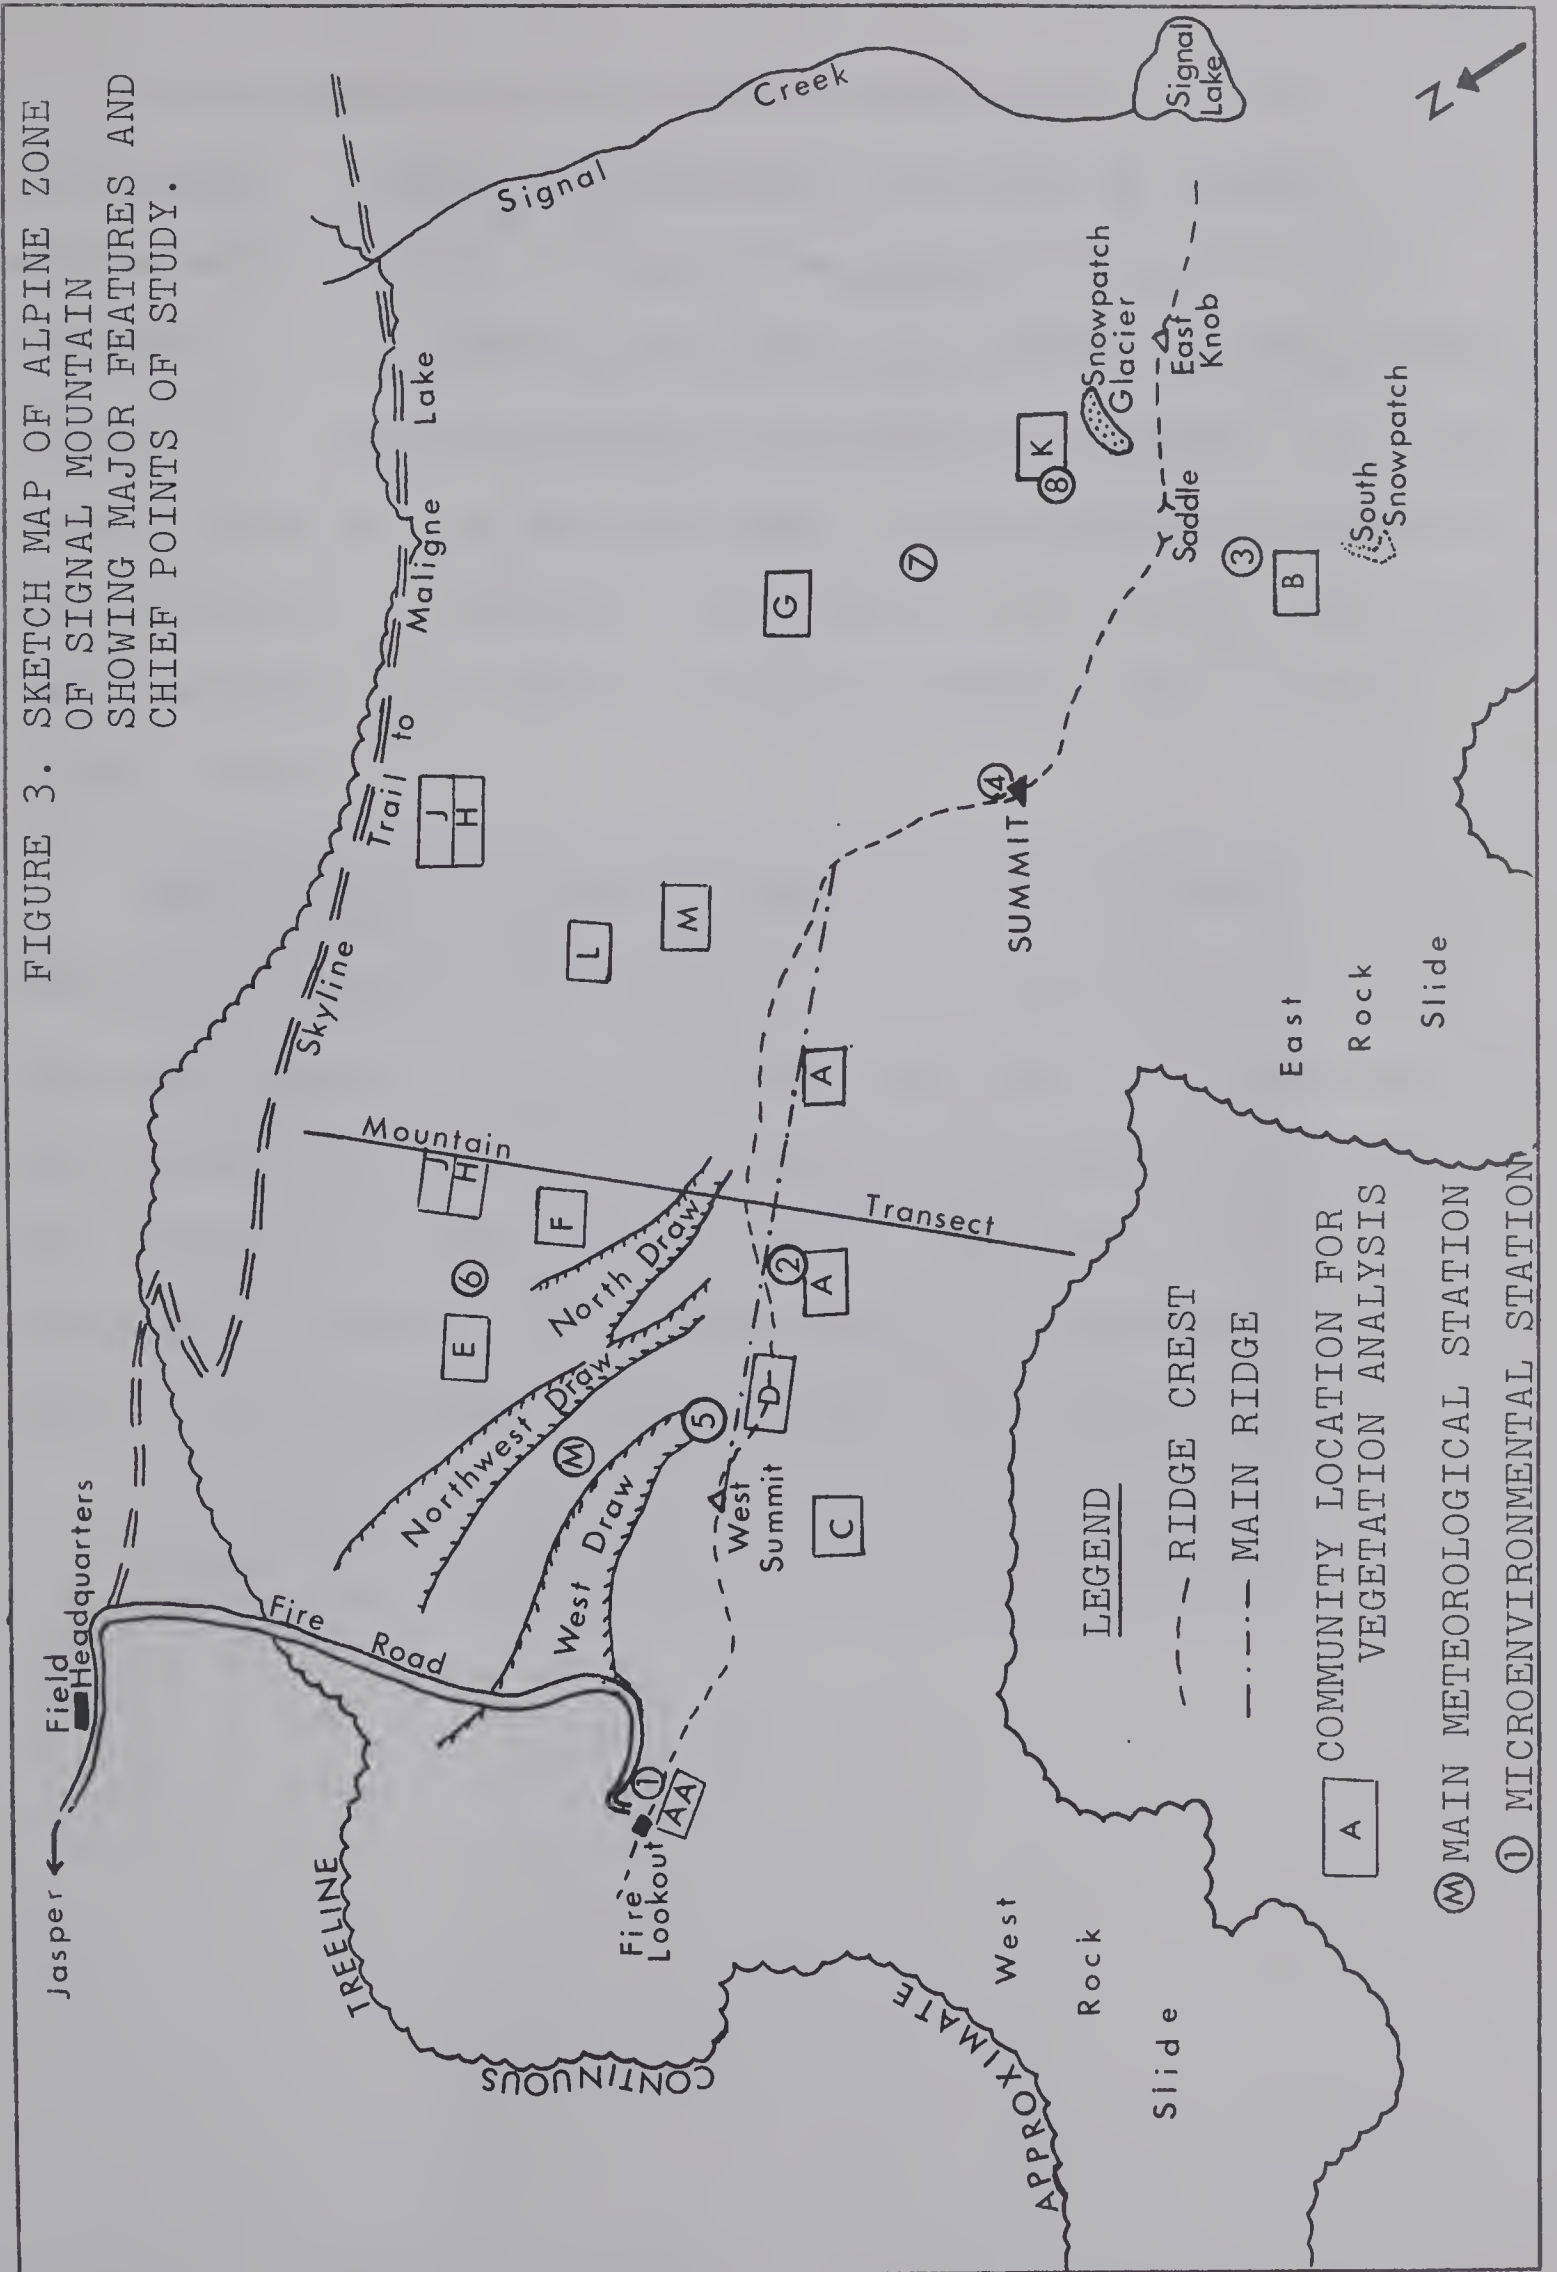 FIGURE 3. SKETCH MAP OF ALPINE ZONE
OF SIGNAL MOUNTAIN
SHOWING MAJOR FEATURES AND
CHIEF POINTS OF STUDY.
Jasper
Field
Headquarters
Fire
Road
TREELINE
CONTINUOUS
APPROXIMATE
Skyline
Trail
to
Maligne
Lake
Signal
Creek
Signal
Lake
N
Mountain
Transect
J
H
J
H
F
6
E
L
M
G
7
K
8
Snowpatch
Glacier
East
Knob
Saddle
3
B
South
Snowpatch
4
SUMMIT
A
2
A
D
5
M
North Draw
Northwest Draw
West Draw
West
Summit
C
1
AA
Fire
Lookout
West
Rock
Slide
East
Rock
Slide
LEGEND
RIDGE CREST
MAIN RIDGE
A COMMUNITY LOCATION FOR
VEGETATION ANALYSIS
M MAIN METEOROLOGICAL STATION
1 MICROENVIRONMENTAL STATION